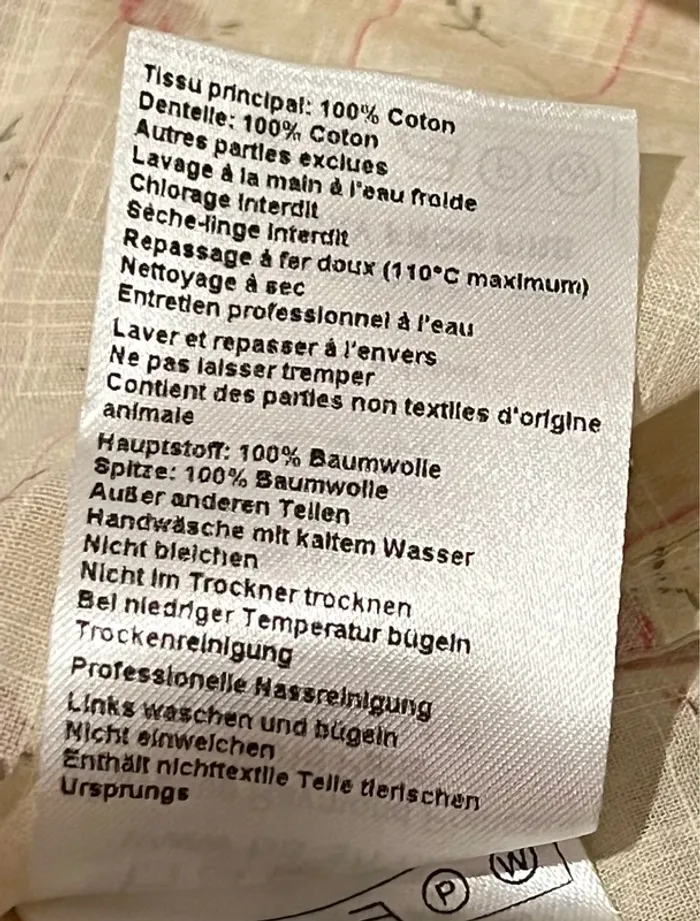 Tissu principal: 100% Coton
Dentelle: 100% Coton
Autres parties exclues
Lavage à la main à l'eau froide
Chlorage interdit
Sèche-linge interdit
Repassage à fer doux (110°C maximum)
Nettoyage à sec
Entretien professionnel à l'eau
Laver et repasser à l'envers
Ne pas laisser tremper
Contient des parties non textiles d'origine
animale
Hauptstoff: 100% Baumwolle
Spitze: 100% Baumwolle
Außer anderen Teilen
Handwäsche mit kaltem Wasser
Nicht bleichen
Nicht im Trockner trocknen
Bei niedriger Temperatur bügeln
Trockenreinigung
Professionelle Nassreinigung
Links waschen und bügeln
Nicht einweichen
Enthält nichttextile Teile tierischen
Ursprungs
P W